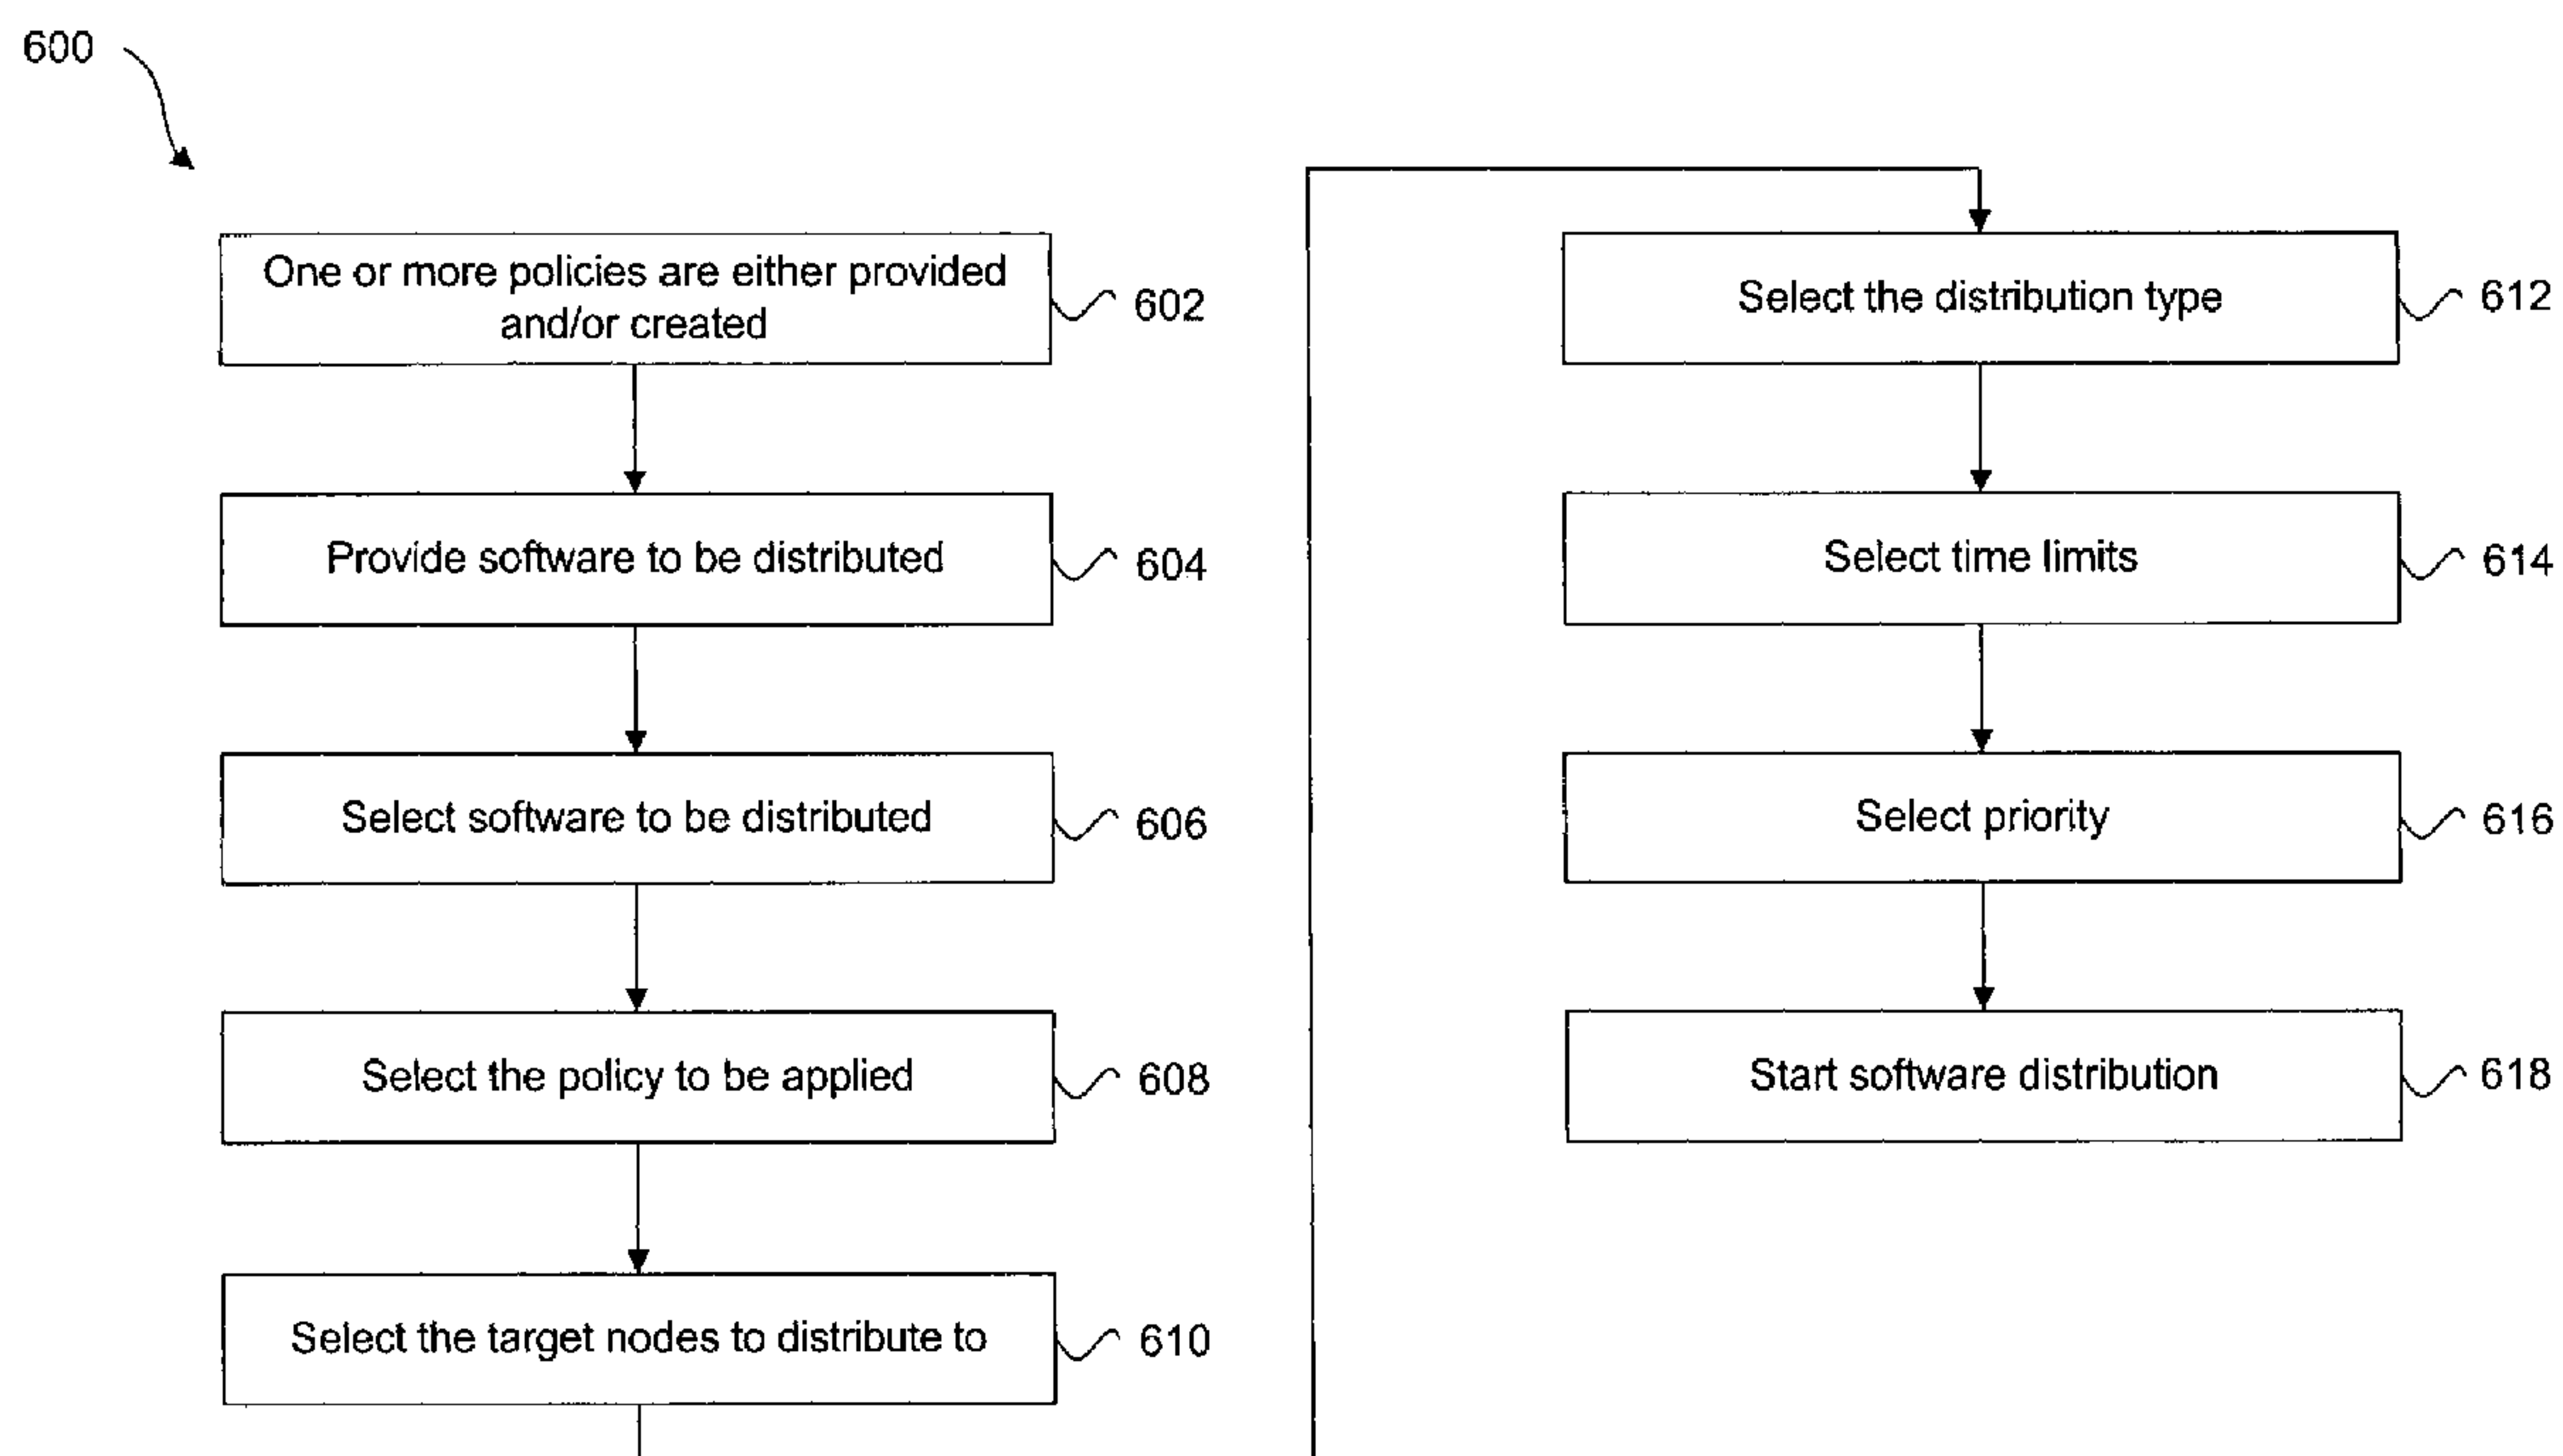 600
One or more policies are either provided
and/or created
602
Provide software to be distributed
604
Select software to be distributed
606
Select the policy to be applied
608
Select the target nodes to distribute to
610
Select the distribution type
612
Select time limits
614
Select priority
616
Start software distribution
618